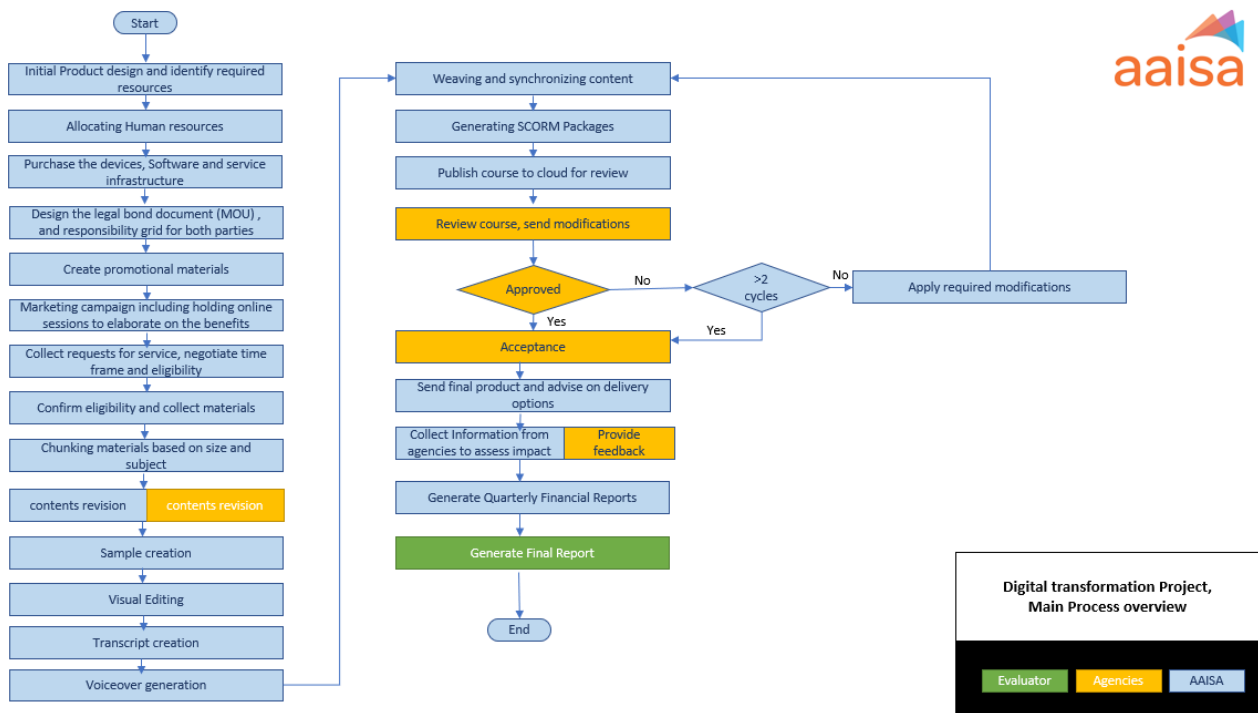 Start
Initial Product design and identify required
resources
Allocating Human resources
Purchase the devices, Software and service
infrastructure
Design the legal bond document (MOU) ,
and responsibility grid for both parties
Create promotional materials
Marketing campaign including holding online
sessions to elaborate on the benefits
Collect requests for service, negotiate time
frame and eligibility
Confirm eligibility and collect materials
Chunking materials based on size and
subject
contents revision
contents revision
Sample creation
Visual Editing
Transcript creation
Voiceover generation
Weaving and synchronizing content
Generating SCORM Packages
Publish course to cloud for review
Review course, send modifications
Approved
No
>2
cycles
No
Apply required modifications
Yes
Yes
Acceptance
Send final product and advise on delivery
options
Collect Information from
agencies to assess impact
Provide
feedback
Generate Quarterly Financial Reports
Generate Final Report
End
aaisa
Digital transformation Project,
Main Process overview
Evaluator
Agencies
AAISA